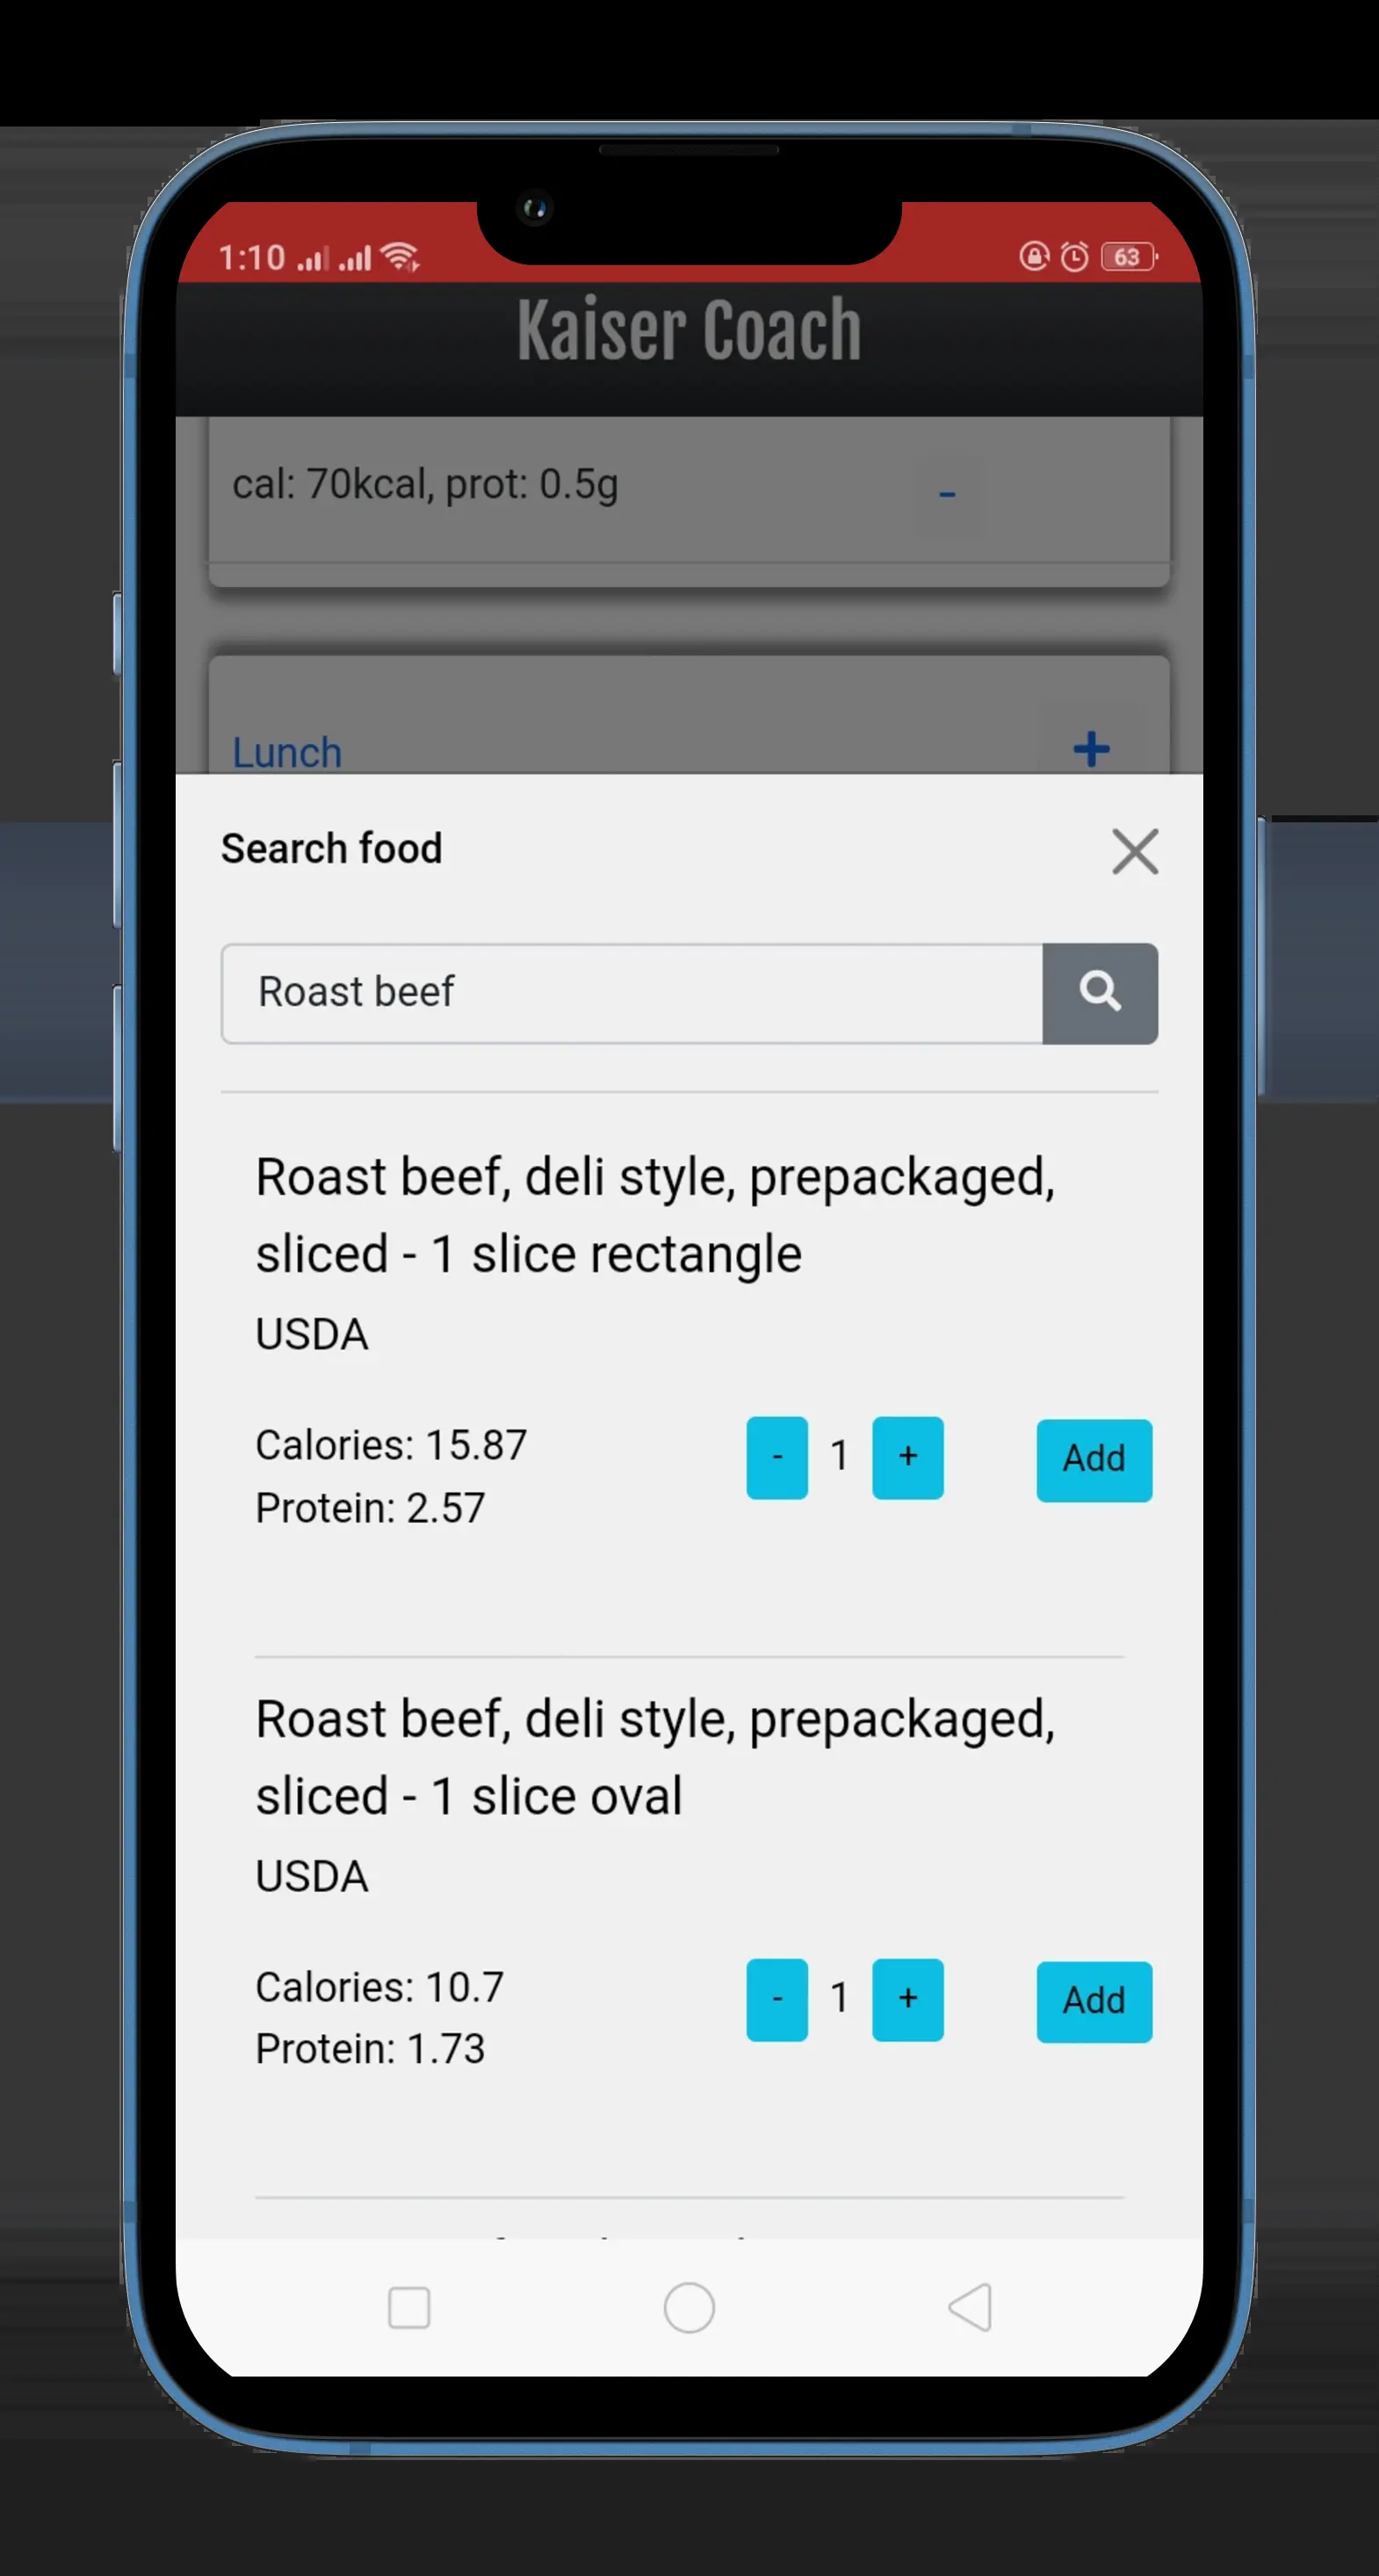 1:10
63
Kaiser Coach
cal: 70kcal, prot: 0.5g
-
Lunch
+
Search food
Roast beef
Roast beef, deli style, prepackaged,
sliced - 1 slice rectangle
USDA
Calories: 15.87
- 1 + Add
Protein: 2.57
Roast beef, deli style, prepackaged,
sliced - 1 slice oval
USDA
Calories: 10.7
- 1 + Add
Protein: 1.73